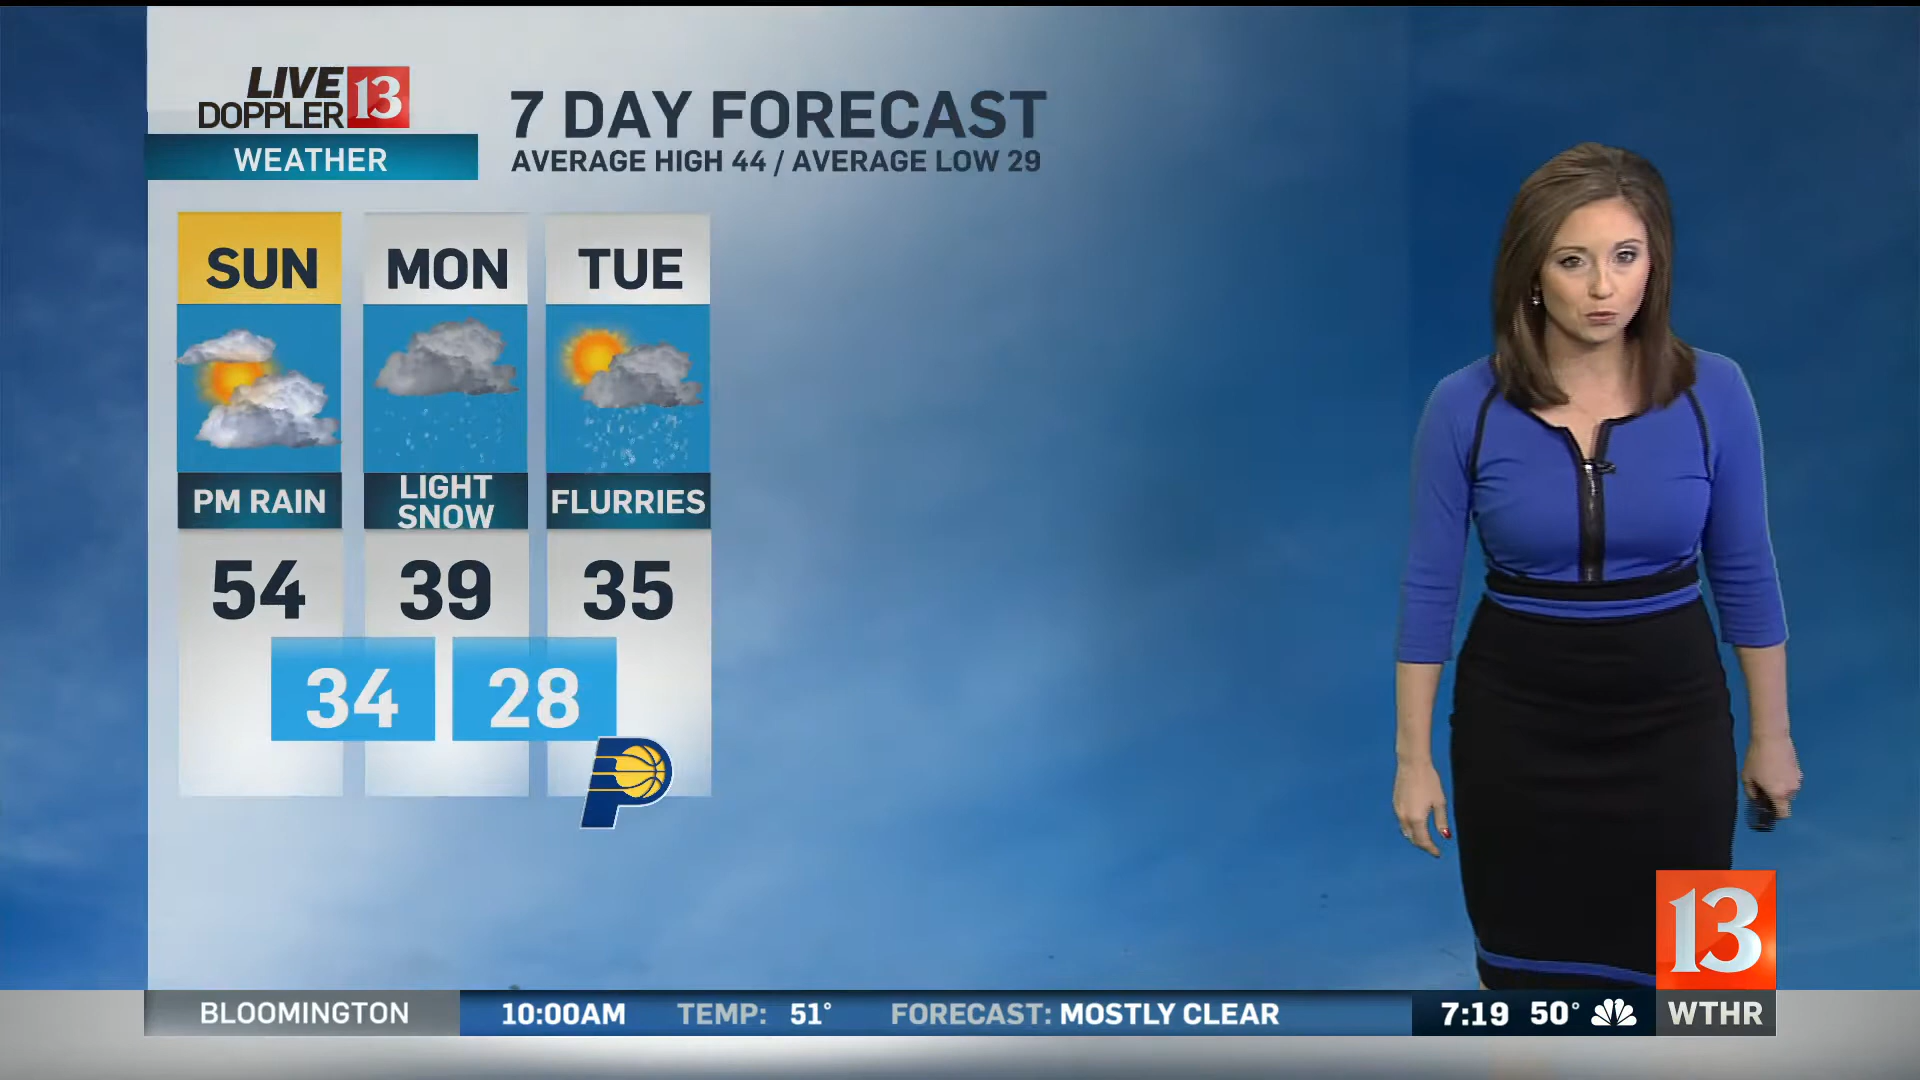 LIVE
DOPPLER 13
WEATHER
7 DAY FORECAST
AVERAGE HIGH 44 / AVERAGE LOW 29
SUN
MON
TUE
PM RAIN
LIGHT
SNOW
FLURRIES
54
39
35
34
28
P
BLOOMINGTON
10:00AM
TEMP: 51°
FORECAST: MOSTLY CLEAR
7:19
50°
13
WTHR